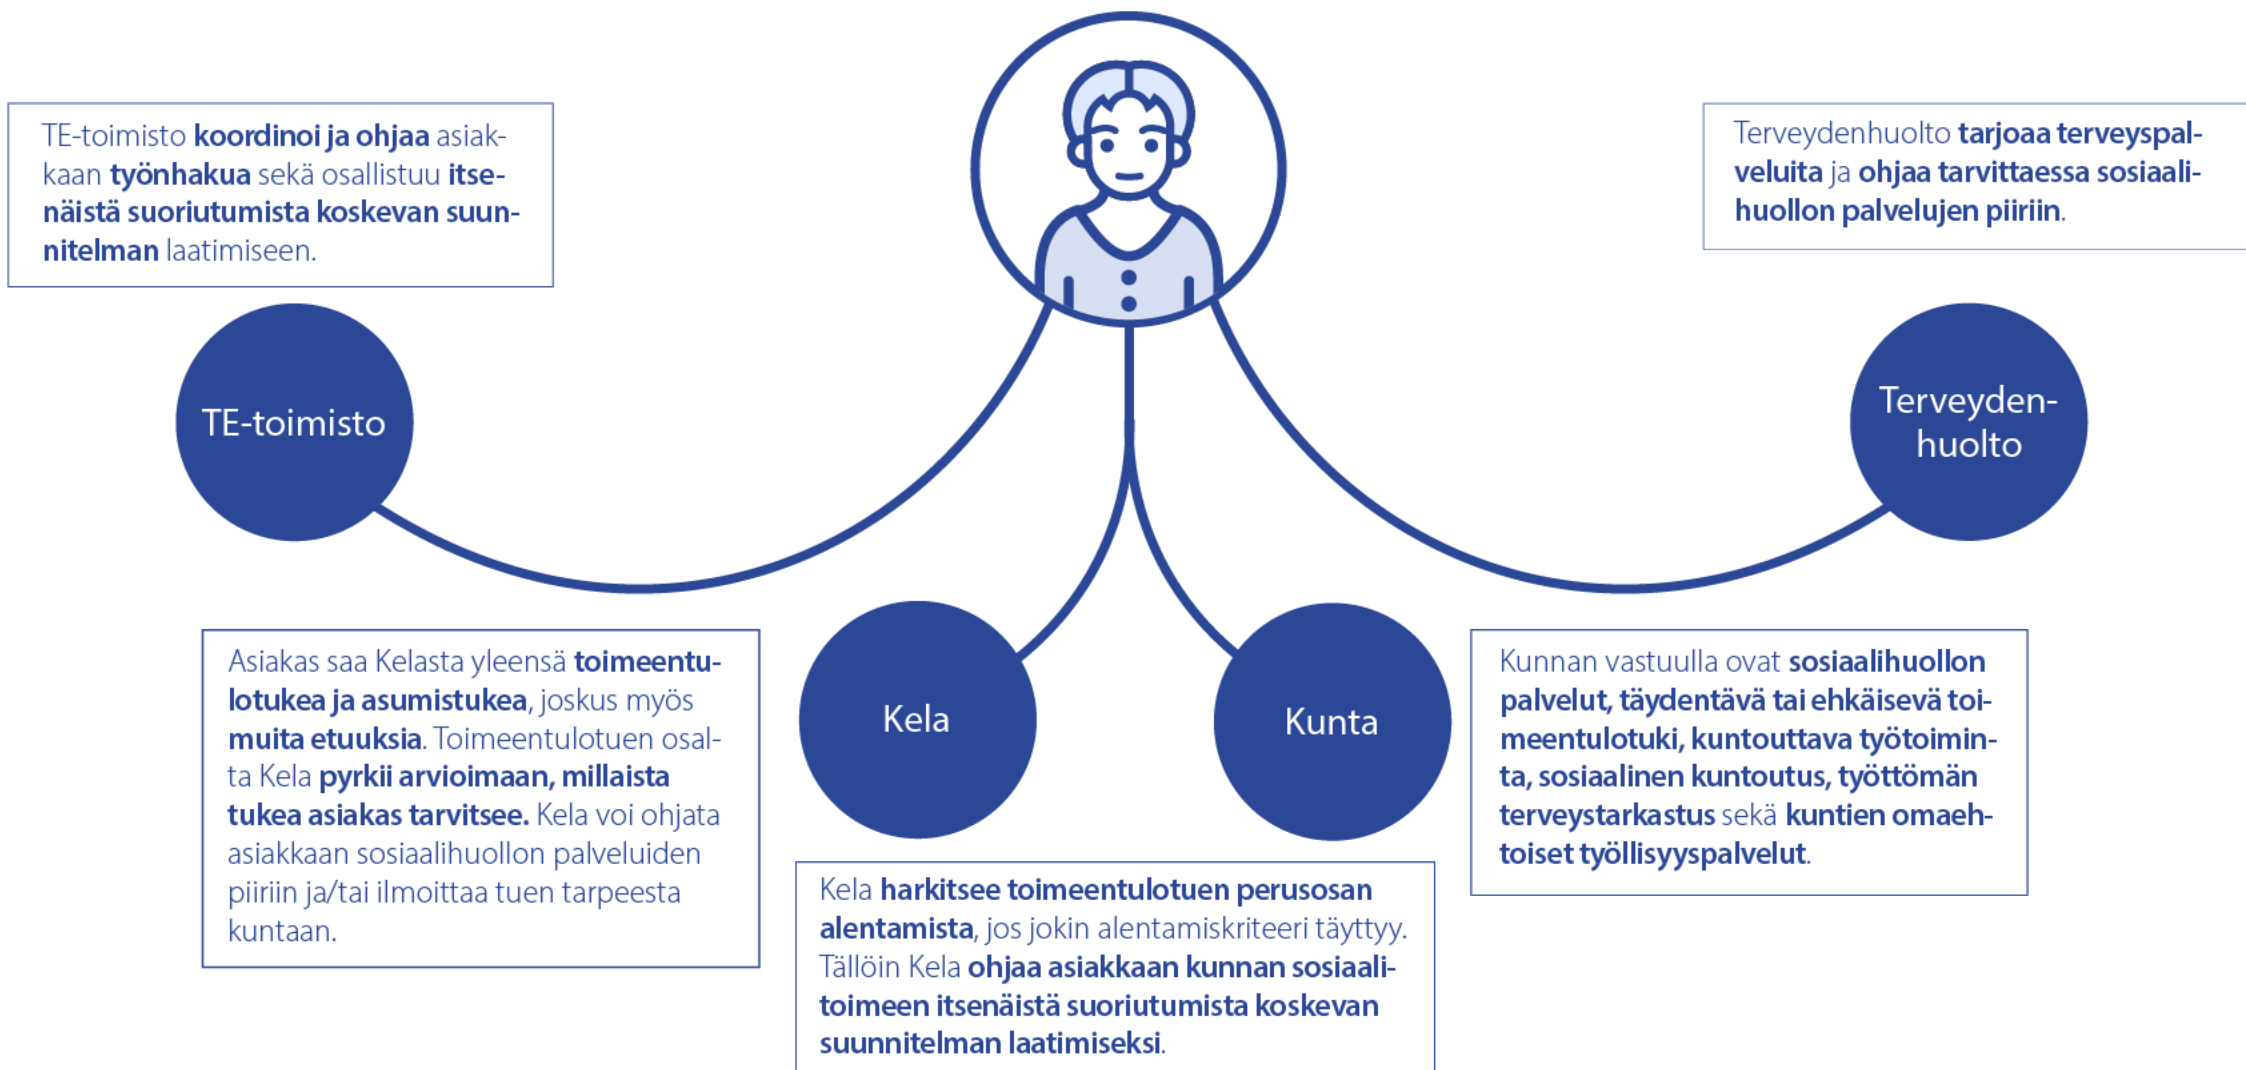 TE-toimisto koordinoi ja ohjaa asiak-
kaan työnhakua sekä osallistuu itse-
näistä suoriutumista koskevan suun-
nitelman laatimiseen.
Terveydenhuolto tarjoaa terveyspal-
veluita ja ohjaa tarvittaessa sosiaali-
huollon palvelujen piiriin.
TE-toimisto
Terveyden-
huolto
Asiakas saa Kelasta yleensä toimeentu-
lotukea ja asumistukea, joskus myös
muita etuuksia. Toimeentulotuen osal-
ta Kela pyrkii arvioimaan, millaista
tukea asiakas tarvitsee. Kela voi ohjata
asiakkaan sosiaalihuollon palveluiden
piiriin ja/tai ilmoittaa tuen tarpeesta
kuntaan.
Kela
Kunta
Kunnan vastuulla ovat sosiaalihuollon
palvelut, täydentävä tai ehkäisevä toi-
meentulotuki, kuntouttava työtoimin-
ta, sosiaalinen kuntoutus, työttömän
terveystarkastus sekä kuntien omaeh-
toiset työllisyyspalvelut.
Kela harkitsee toimeentulotuen perusosan
alentamista, jos jokin alentamiskriteeri täyttyy.
Tällöin Kela ohjaa asiakkaan kunnan sosiaali-
toimeen itsenäistä suoriutumista koskevan
suunnitelman laatimiseksi.